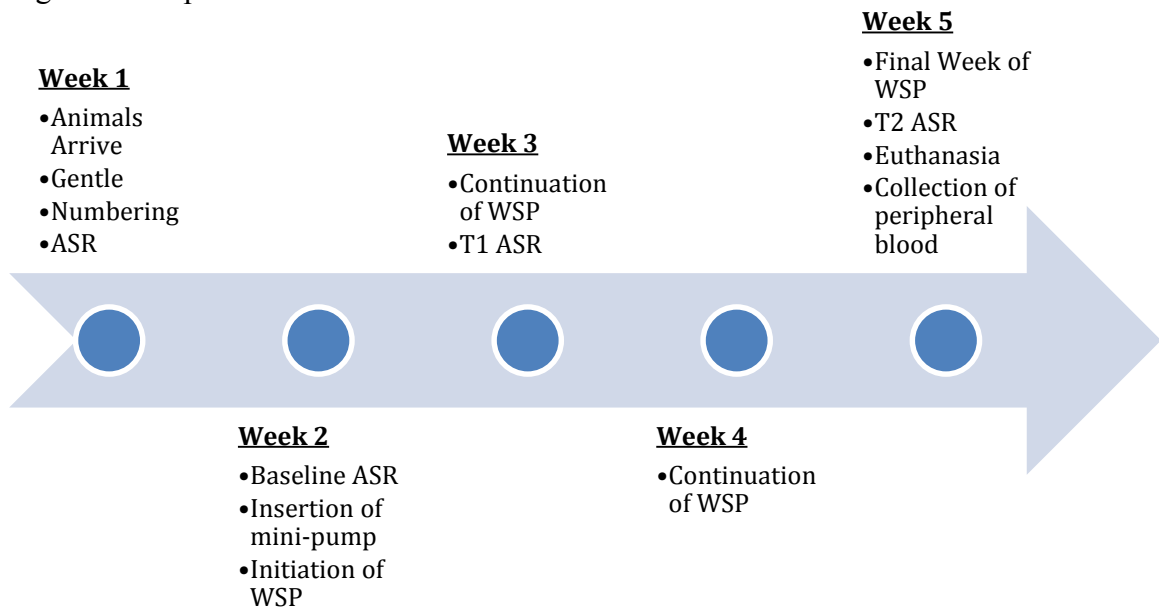 Week 1
•Animals
Arrive
•Gentle
•Numbering
•ASR
Week 2
•Baseline ASR
•Insertion of
mini-pump
•Initiation of
WSP
Week 3
•Continuation
of WSP
•T1 ASR
Week 4
•Continuation
of WSP
Week 5
•Final Week of
WSP
•T2 ASR
•Euthanasia
•Collection of
peripheral
blood